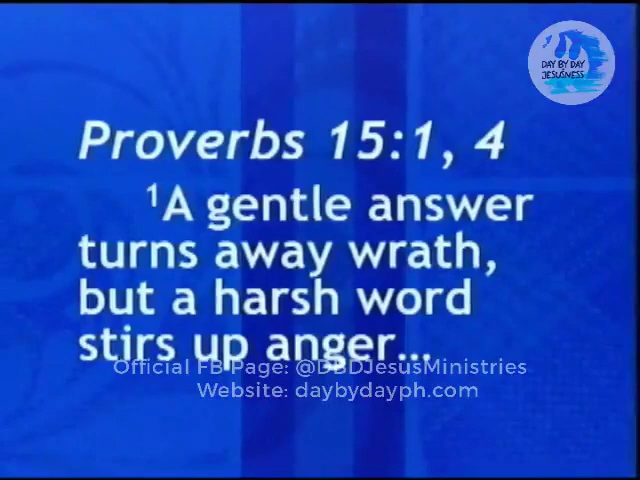 DAY BY DAY
JESUSNESS
Proverbs 15:1, 4
¹A gentle answer
turns away wrath,
but a harsh word
stirs up anger...
Official FB Page: @DBDJesusMinistries
Website: daybydayph.com